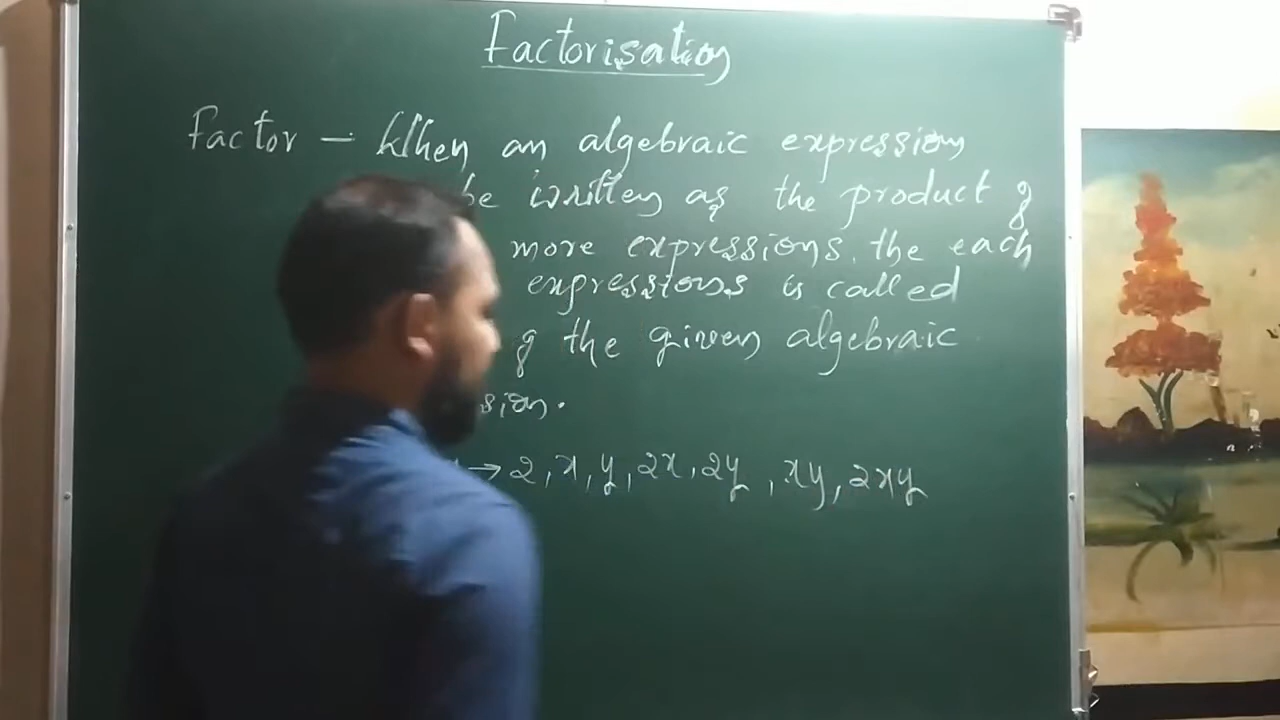 Factorisation
Factor - When an algebraic expression
be written as the product of
more expressions, the each
expressions is called
of the given algebraic
sion.
→ 2, x, y, 2x, 2y, xy, 2xy